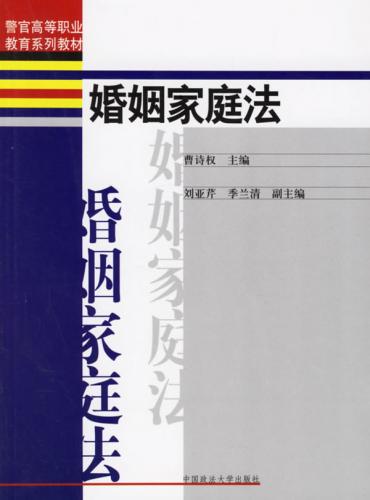 警官高等职业
教育系列教材
婚姻家庭法
曹诗权 主编
刘亚芹 季兰清 副主编
婚姻家庭法
婚姻家庭法
中国政法大学出版社